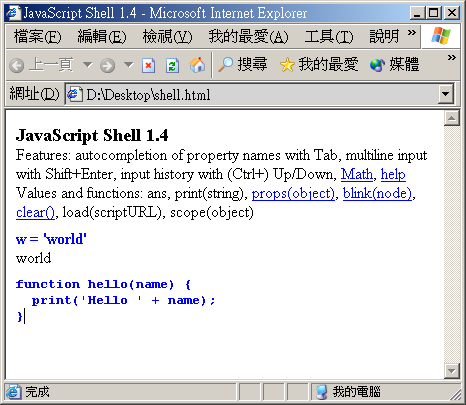 JavaScript Shell 1.4 - Microsoft Internet Explorer
檔案(F) 編輯(E) 檢視(V) 我的最愛(A) 工具(T) 說明 »
上一頁 搜尋 我的最愛 媒體 »
網址(D) D:\Desktop\shell.html
JavaScript Shell 1.4
Features: autocompletion of property names with Tab, multiline input
with Shift+Enter, input history with (Ctrl+) Up/Down, Math, help
Values and functions: ans, print(string), props(object), blink(node),
clear(), load(scriptURL), scope(object)
w = 'world'
world
function hello(name) {
  print('Hello ' + name);
}
完成 我的電腦